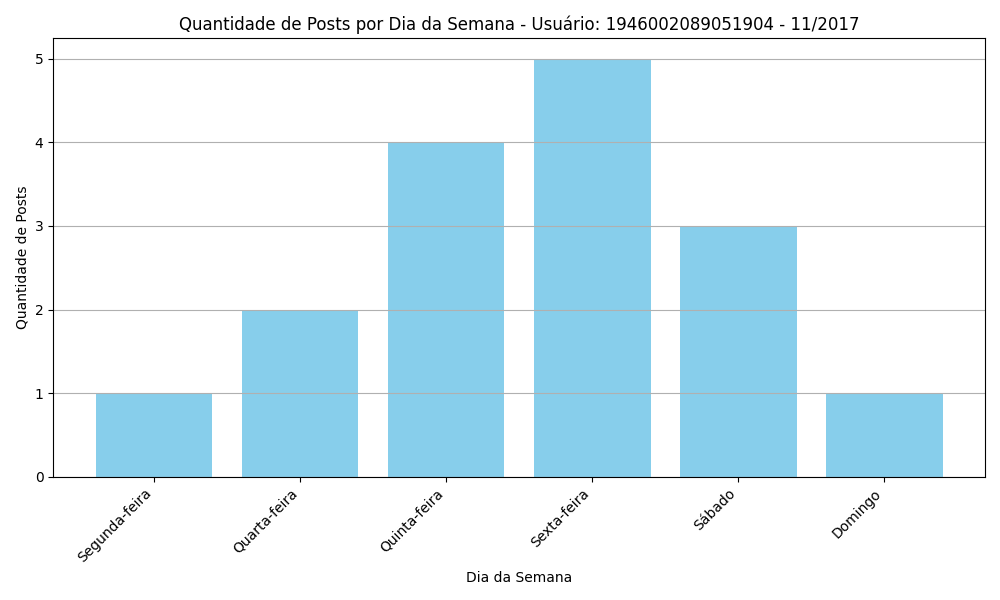 Quantidade de Posts por Dia da Semana - Usuário: 1946002089051904 - 11/2017
Quantidade de Posts
5
4
3
2
1
0
Segunda-feira
Quarta-feira
Quinta-feira
Sexta-feira
Sábado
Domingo
Dia da Semana